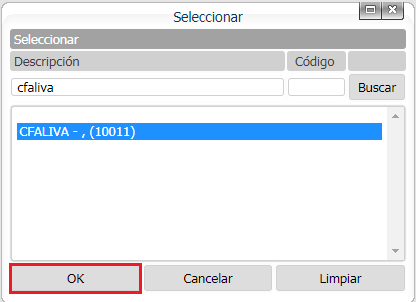 Seleccionar
Seleccionar
Descripción Código
cfaliva Buscar
CFALIVA - , (10011)
OK Cancelar Limpiar